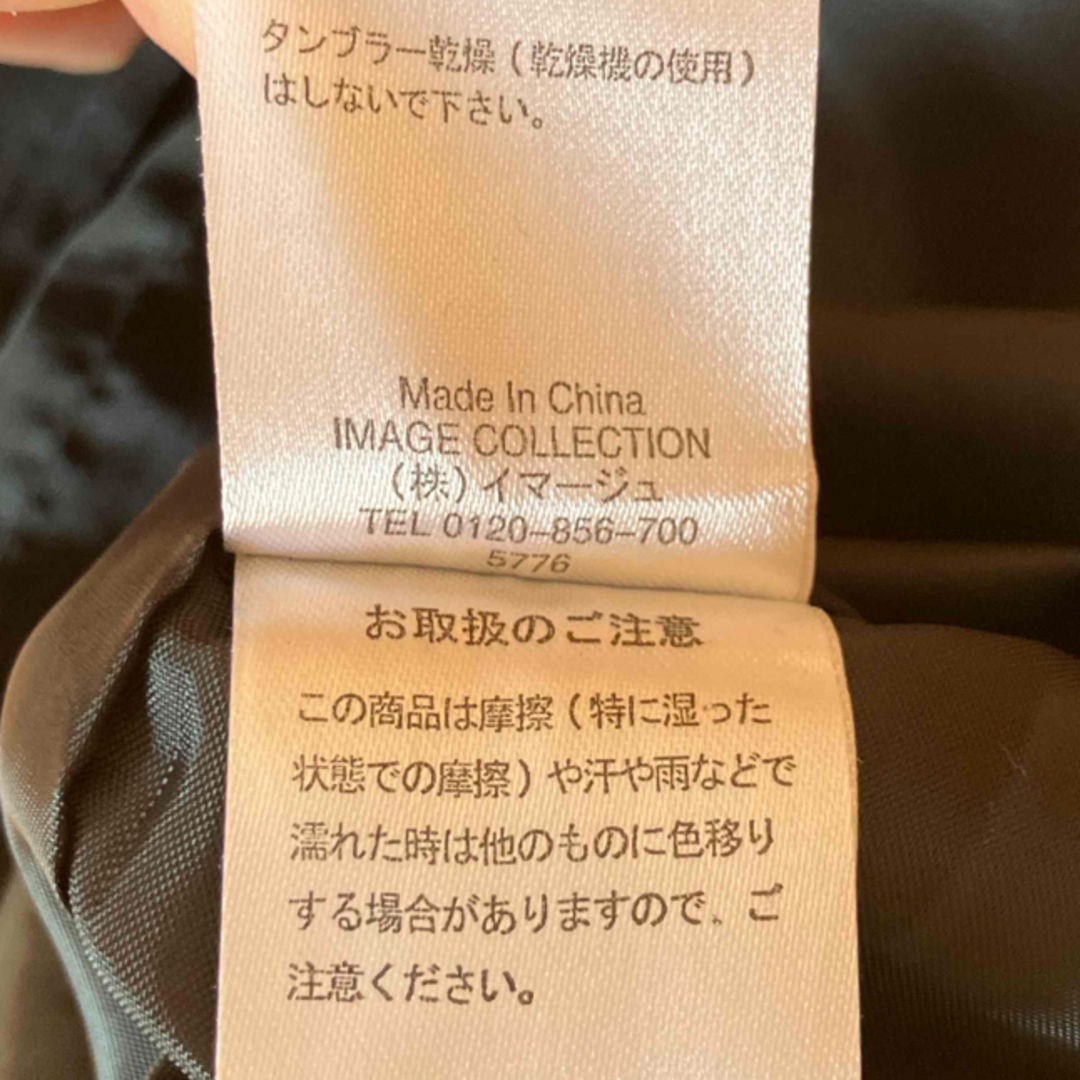 タンブラー乾燥（乾燥機の使用）
はしないで下さい。
Made In China
IMAGE COLLECTION
（株）イマージュ
TEL 0120-856-700
5776
お取扱のご注意
この商品は摩擦（特に湿った
状態での摩擦）や汗や雨などで
濡れた時は他のものに色移り
する場合がありますので、ご
注意ください。